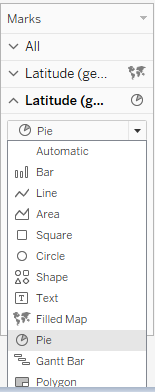 Marks
All
Latitude (ge...
Latitude (g...
Pie
Automatic
Bar
Line
Area
Square
Circle
Shape
Text
Filled Map
Pie
Gantt Bar
Polygon